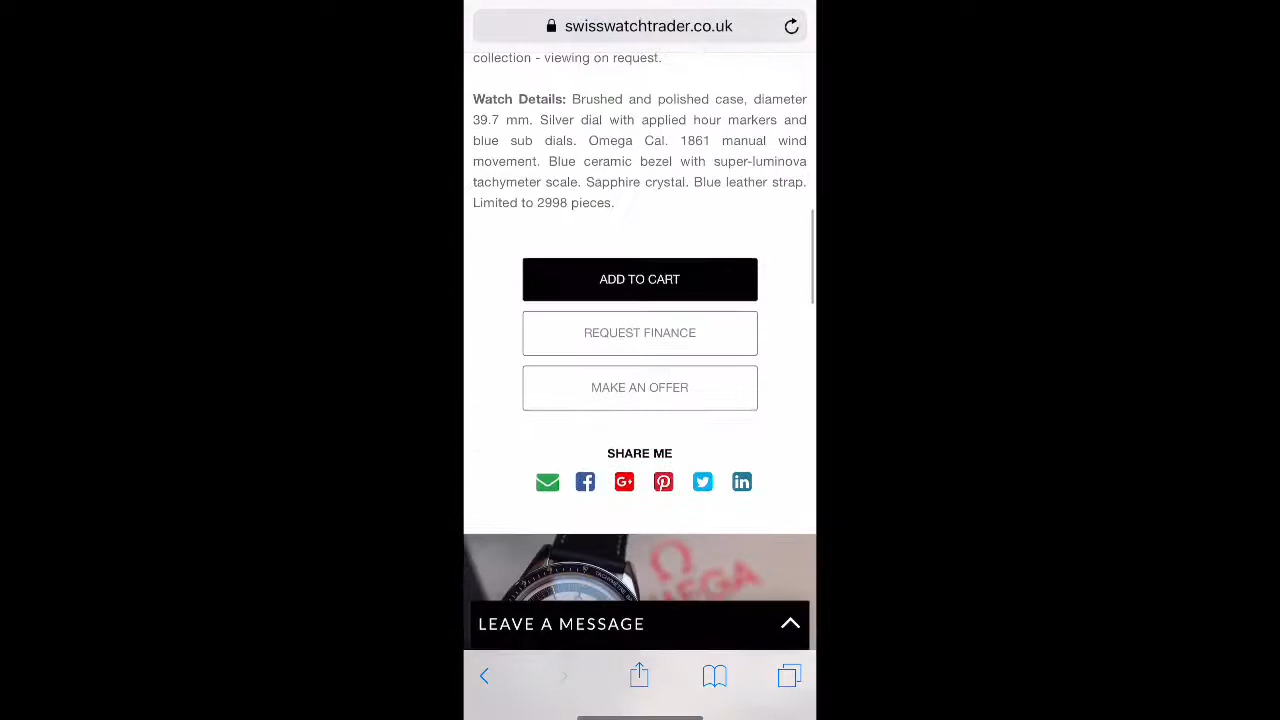 swisswatchtrader.co.uk
collection - viewing on request.
Watch Details: Brushed and polished case, diameter
39.7 mm. Silver dial with applied hour markers and
blue sub dials. Omega Cal. 1861 manual wind
movement. Blue ceramic bezel with super-luminova
tachymeter scale. Sapphire crystal. Blue leather strap.
Limited to 2998 pieces.
ADD TO CART
REQUEST FINANCE
MAKE AN OFFER
SHARE ME
G+
in
Ω
OMEGA
TACHYMÈTRE
LEAVE A MESSAGE